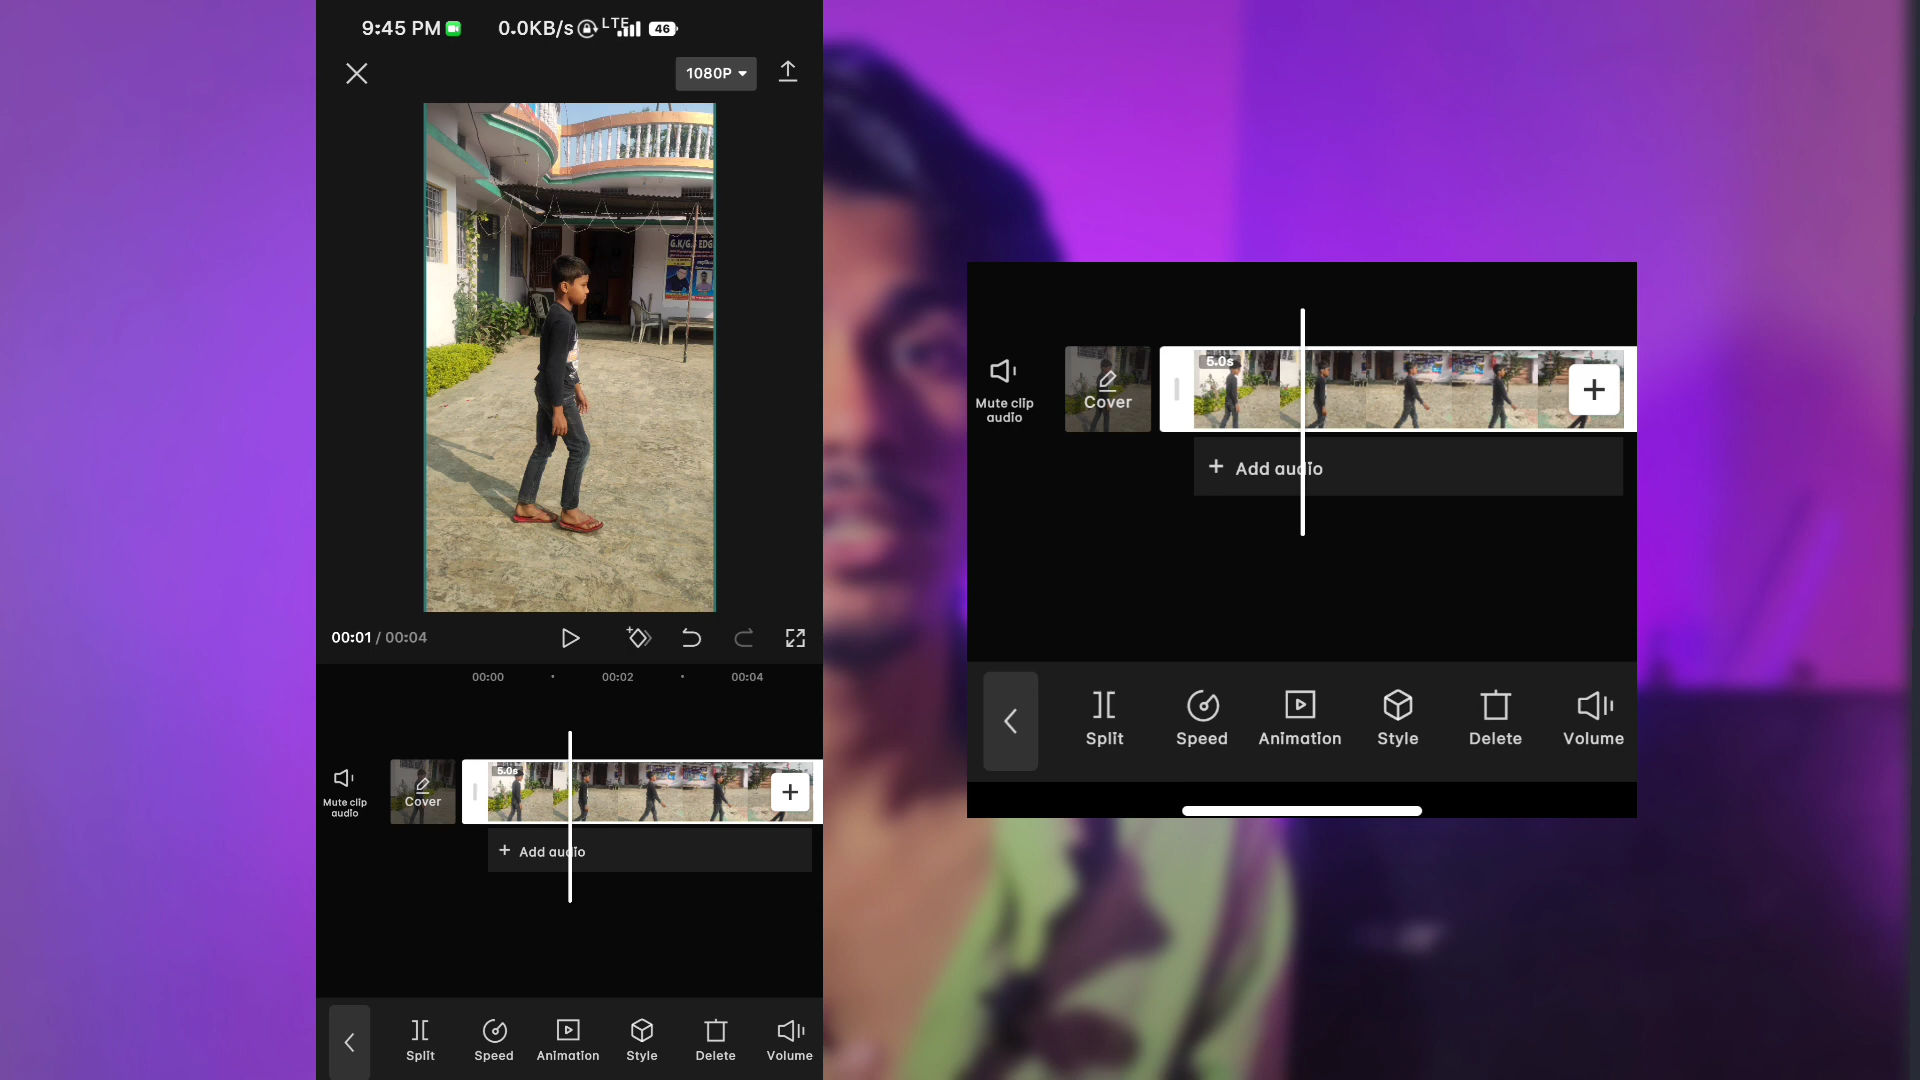 9:45 PM 0.0KB/s LTE 46
1080P
G.K/G.S EDG
00:01 / 00:04
00:00 00:02 00:04
Mute clip
audio
Cover
5.0s
+
+ Add audio
Split Speed Animation Style Delete Volume
Mute clip
audio
Cover
5.0s
+
+ Add audio
Split Speed Animation Style Delete Volume